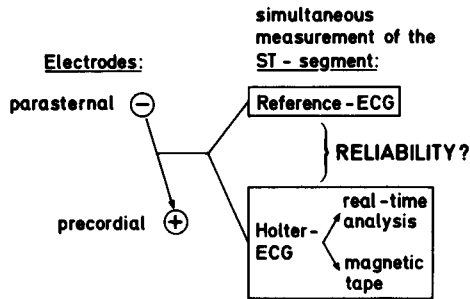 simultaneous
measurement of the
Electrodes:
ST - segment:
parasternal
−
Reference - ECG
RELIABILITY?
precordial
+
real - time
analysis
Holter-
ECG
magnetic
tape